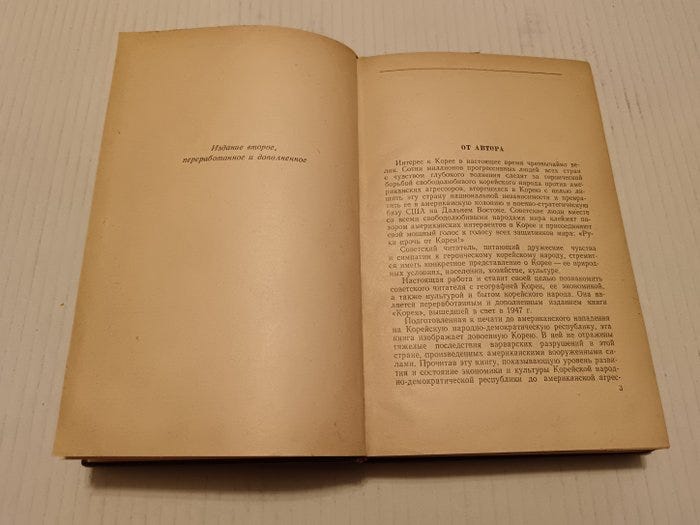 Издание второе,
переработанное и дополненное
ОТ АВТОРА
Интерес к Корее в настоящее время чрезвычайно ве-
лик. Сотни миллионов прогрессивных людей всех стран
с чувством глубокого волнения следят за героической
борьбой свободолюбивого корейского народа против аме-
риканских агрессоров, вторгшихся в Корею с целью ли-
шить эту страну национальной независимости и превра-
тить ее в американскую колонию и военно-стратегическую
базу США на Дальнем Востоке. Советские люди вместе
со всеми свободолюбивыми народами мира клеймят по-
зором американских интервентов в Корее и присоединяют
свой мощный голос к голосу всех защитников мира: «Ру-
ки прочь от Кореи!»
Советский читатель, питающий дружеские чувства
и симпатии к героическому корейскому народу, стремит-
ся иметь конкретное представление о Корее — ее природ-
ных условиях, населении, хозяйстве, культуре.
Настоящая работа и ставит своей целью познакомить
советского читателя с географией Кореи, ее экономикой,
а также культурой и бытом корейского народа. Она яв-
ляется переработанным и дополненным изданием книги
«Корея», вышедшей в свет в 1947 г.
Подготовленная к печати до американского нападения
на Корейскую народно-демократическую республику, эта
книга изображает довоенную Корею. В ней не отражены
тяжелые последствия варварских разрушений в этой
стране, произведенных американскими вооруженными си-
лами. Прочитав эту книгу, показывающую уровень разви-
тия и состояние экономики и культуры Корейской народ-
но-демократической республики до американской агрес-
3